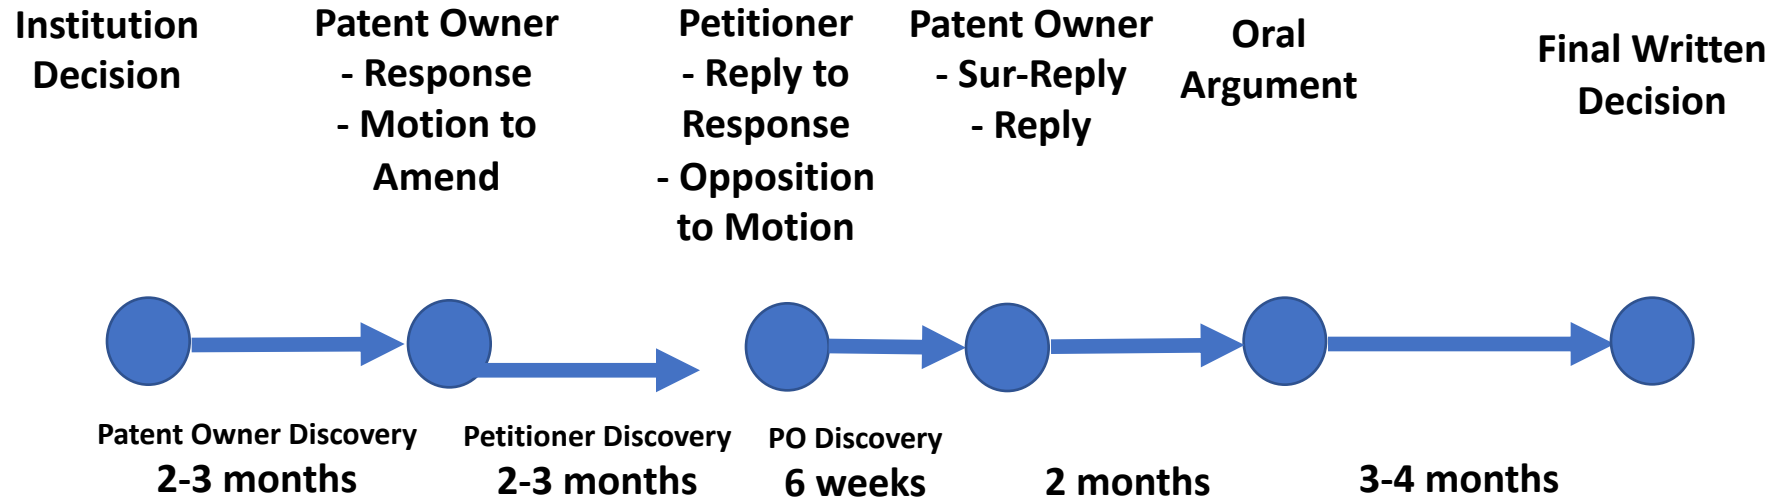 Institution
Decision
Patent Owner
- Response
- Motion to
Amend
Petitioner
- Reply to
Response
- Opposition
to Motion
Patent Owner
- Sur-Reply
- Reply
Oral
Argument
Final Written
Decision
Patent Owner Discovery
2-3 months
Petitioner Discovery
2-3 months
PO Discovery
6 weeks
2 months
3-4 months